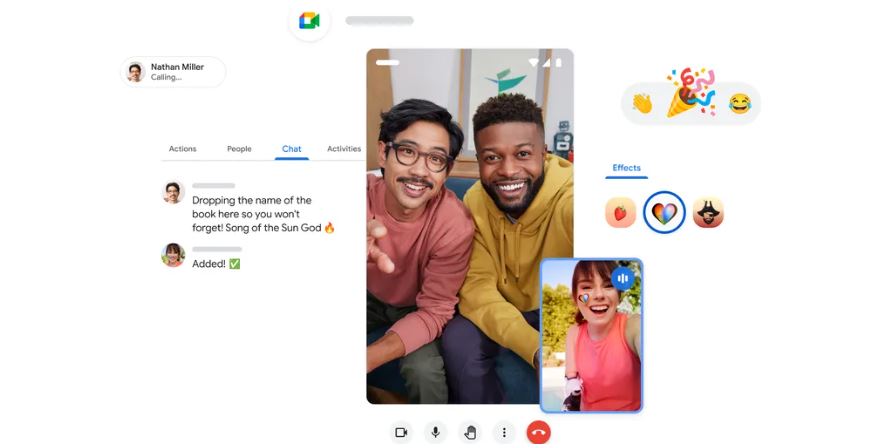 Nathan Miller
Calling...
Actions People Chat Activities
Dropping the name of the
book here so you won't
forget! Song of the Sun God 🔥
Added! ✅
Effects